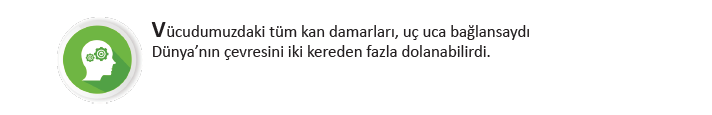 Vücudumuzdaki tüm kan damarları, uç uca bağlansaydı
Dünya’nın çevresini iki kereden fazla dolanabilirdi.